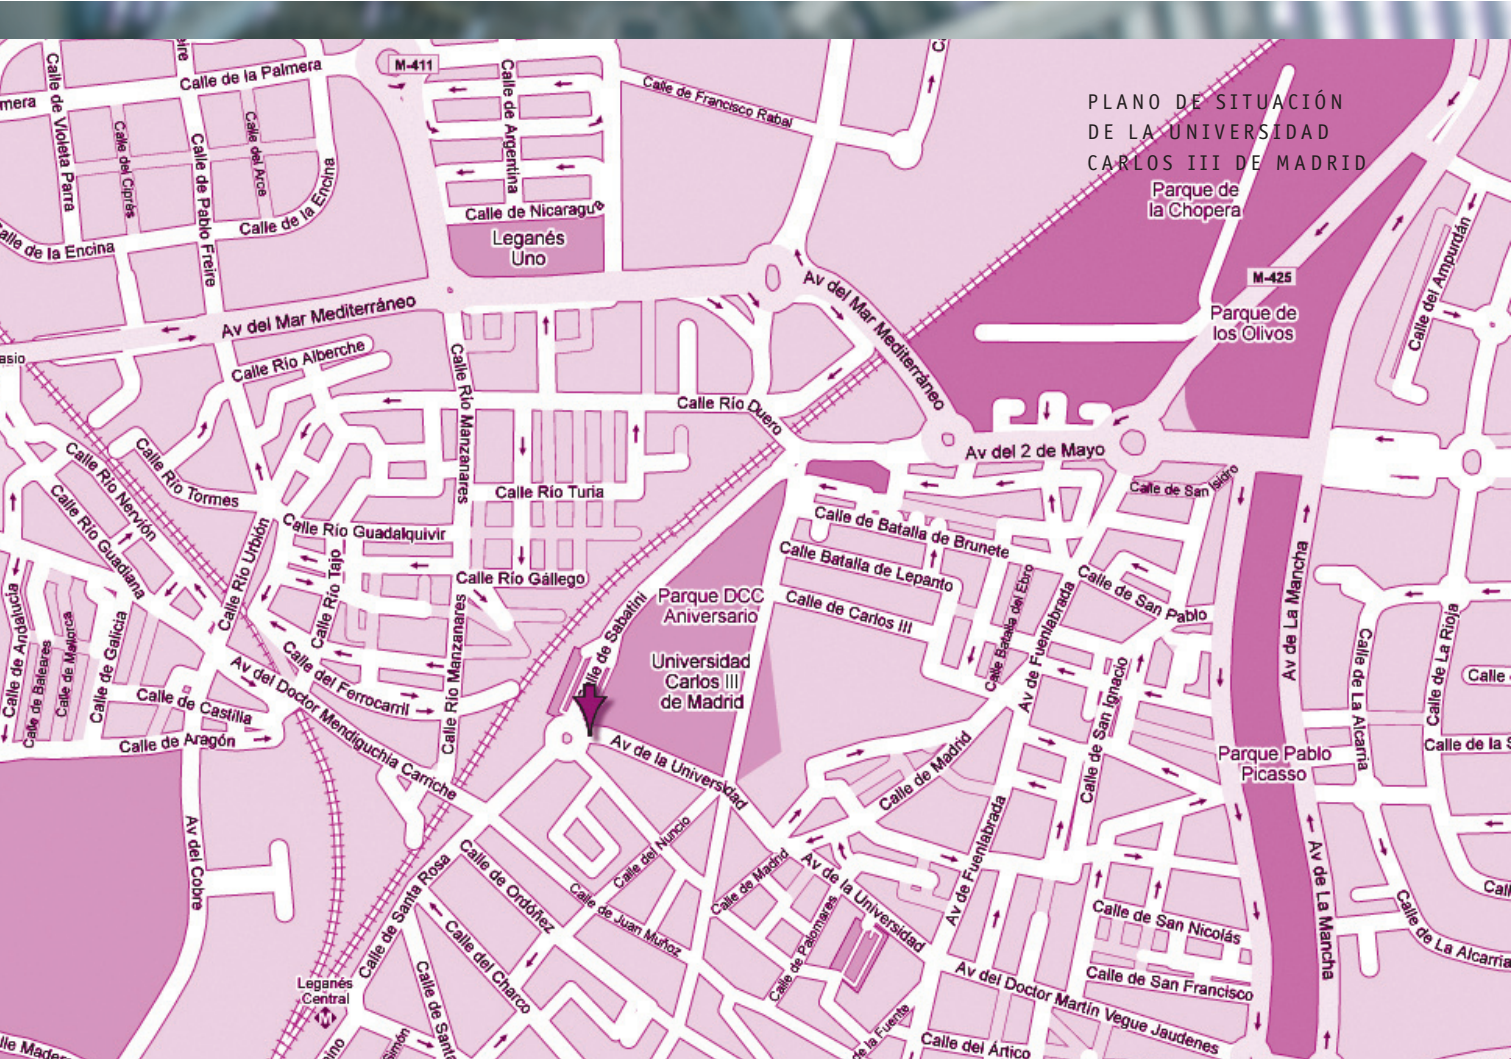 PLANO DE SITUACIÓN
DE LA UNIVERSIDAD
CARLOS III DE MADRID
M-411
Calle de la Palmera
Calle de Violeta Parra
Calle del Ciprés
Calle de Pablo Freire
Calle del Arce
Calle de la Encina
Calle de la Encina
Calle de Argentina
Calle de Nicaragua
Leganés
Uno
Calle de Francisco Rabal
Parque de
la Chopera
M-425
Parque de
los Olivos
Calle del Ampurdán
Av del Mar Mediterráneo
Av del Mar Mediterráneo
Calle Río Alberche
Calle Río Manzanares
Calle Río Duero
Av del 2 de Mayo
Calle Río Nervión
Calle Río Tormes
Calle Río Guadiana
Calle Río Urbión
Calle Río Guadalquivir
Calle Río Turia
Calle Río Tajo
Calle Río Gállego
Calle Río Manzanares
Calle de San Isidro
Calle de Batalla de Brunete
Calle Batalla de Lepanto
Calle de Carlos III
Calle Batalla del Ebro
Av de Fuenlabrada
Calle de San Pablo
Av de La Mancha
Parque DCC
Aniversario
Universidad
Carlos III
de Madrid
Calle de Sabatini
Calle de Andalucía
Calle de Baleares
Calle de Mallorca
Calle de Galicia
Calle de Castilla
Calle de Aragón
Calle del Ferrocarril
Av del Doctor Mendiguchia Carriche
Av de la Universidad
Calle de Madrid
Calle de San Ignacio
Parque Pablo
Picasso
Calle de La Alcarria
Calle de La Rioja
Calle
Calle de la S
Av del Cobre
Calle de Santa Rosa
Calle de Ordóñez
Calle del Nuncio
Calle de Juan Muñoz
Calle de Madrid
Av de la Universidad
Calle de Palomares
Av de Fuenlabrada
Av de La Mancha
Calle de San Nicolás
Calle de San Francisco
Calle de La Alcarria
Calle del Charco
Calle de Santa
Leganés
Central
M
Av del Doctor Martín Vegue Jaudenes
Calle del Ártico
de la Fuente